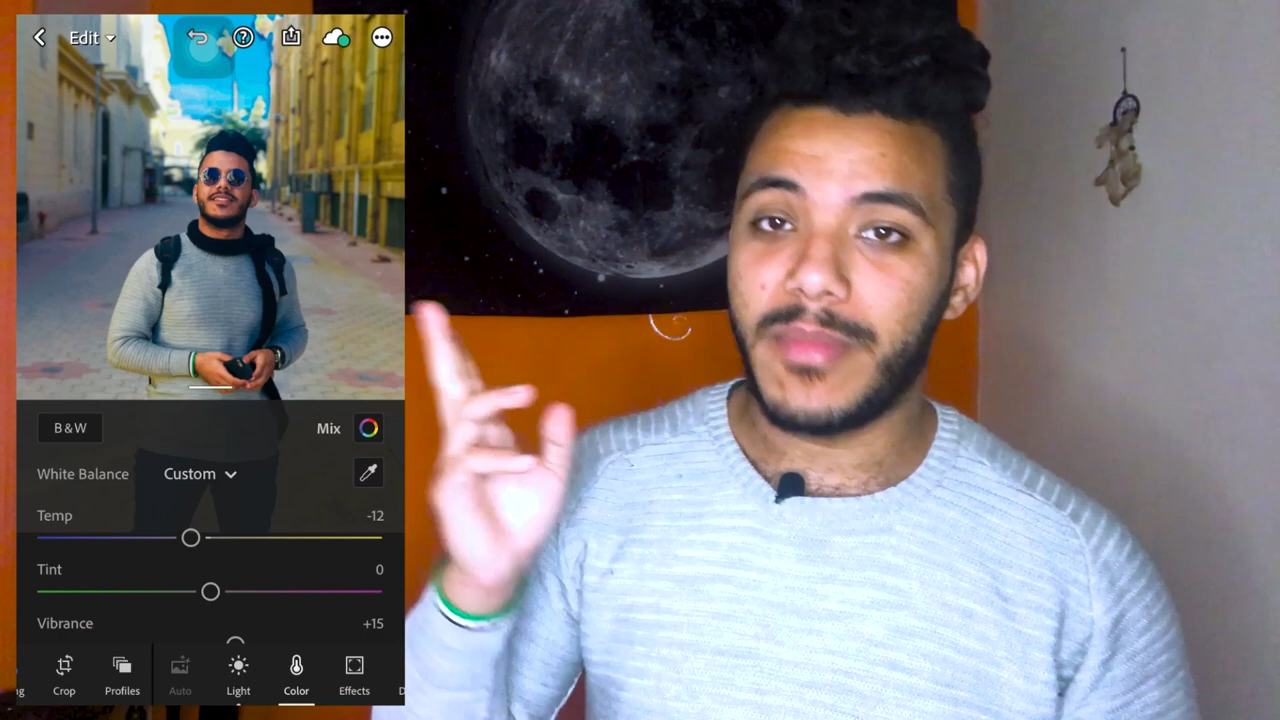 Edit
B&W
Mix
White Balance Custom
Temp -12
Tint 0
Vibrance +15
Crop Profiles Auto Light Color Effects